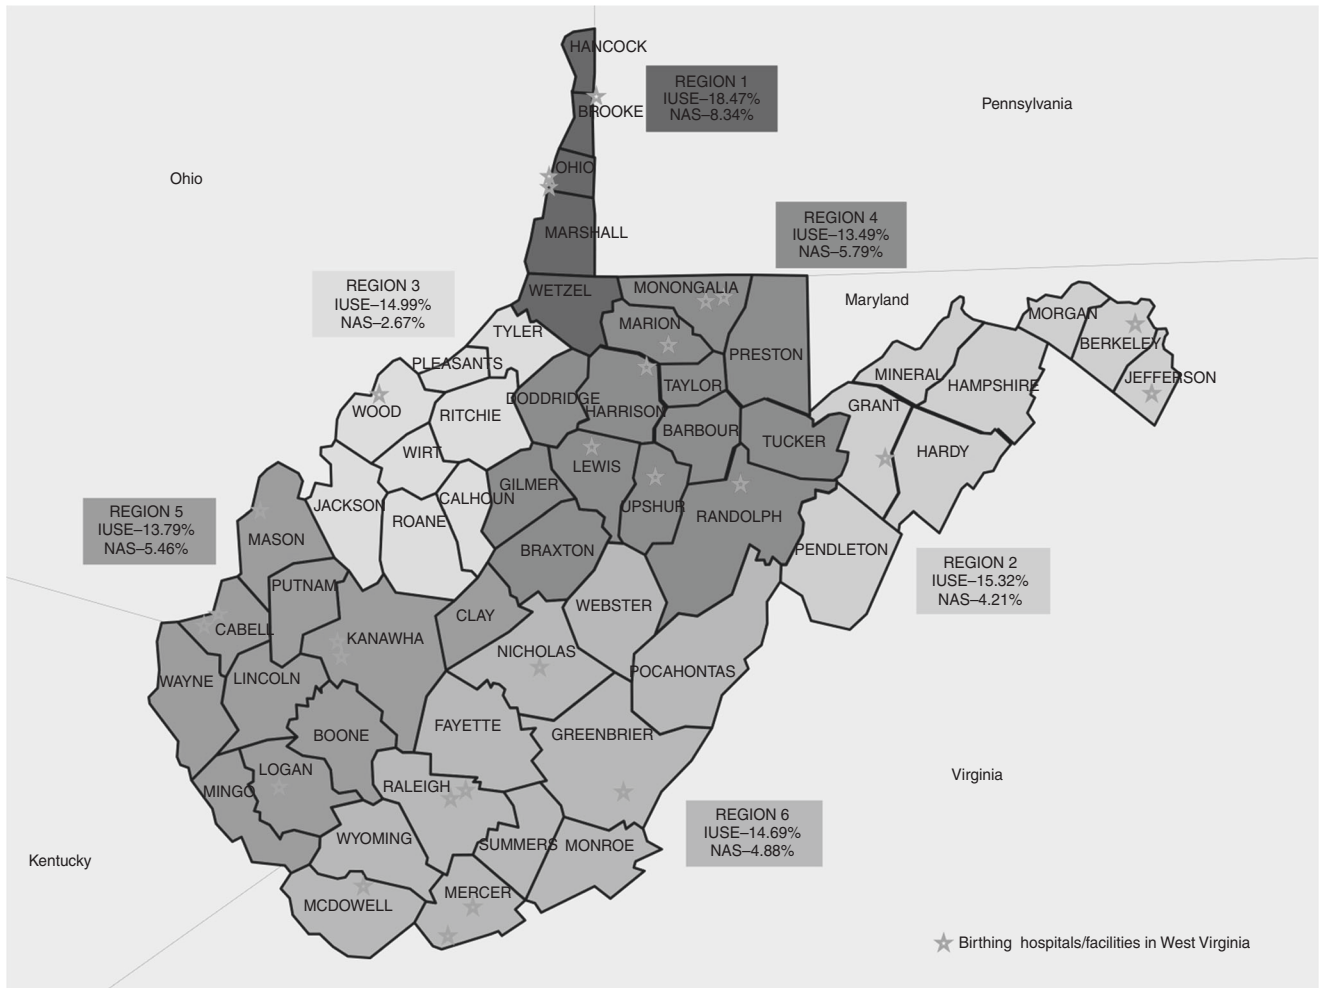 HANCOCK
REGION 1
IUSE–18.47%
NAS–8.34%
Pennsylvania
BROOKE
OHIO
Ohio
REGION 4
IUSE–13.49%
NAS–5.79%
MARSHALL
REGION 3
IUSE–14.99%
NAS–2.67%
WETZEL
MONONGALIA
Maryland
MORGAN
MARION
TYLER
BERKELEY
PRESTON
PLEASANTS
MINERAL
JEFFERSON
TAYLOR
HAMPSHIRE
DODDRIDGE
GRANT
WOOD
RITCHIE
HARRISON
BARBOUR
TUCKER
WIRT
HARDY
LEWIS
GILMER
CALHOUN
JACKSON
UPSHUR
RANDOLPH
ROANE
REGION 5
IUSE–13.79%
NAS–5.46%
MASON
BRAXTON
PENDLETON
REGION 2
IUSE–15.32%
NAS–4.21%
PUTNAM
WEBSTER
CLAY
CABELL
KANAWHA
NICHOLAS
POCAHONTAS
WAYNE
LINCOLN
FAYETTE
GREENBRIER
BOONE
LOGAN
Virginia
RALEIGH
MINGO
REGION 6
IUSE–14.69%
NAS–4.88%
WYOMING
SUMMERS
MONROE
Kentucky
MERCER
MCDOWELL
Birthing hospitals/facilities in West Virginia